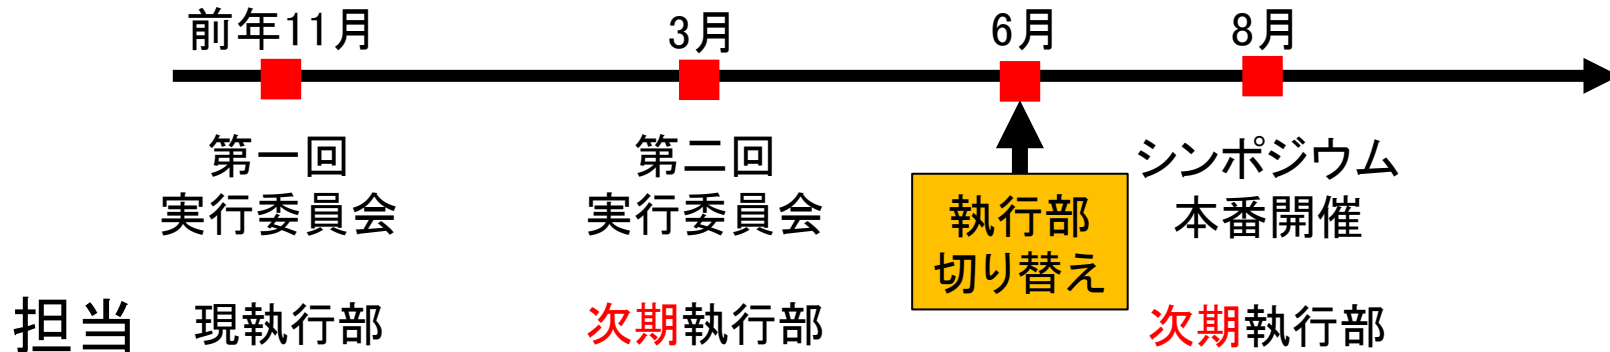 前年11月
3月
6月
8月
第一回
実行委員会
第二回
実行委員会
執行部
切り替え
シンポジウム
本番開催
担当
現執行部
次期執行部
次期執行部